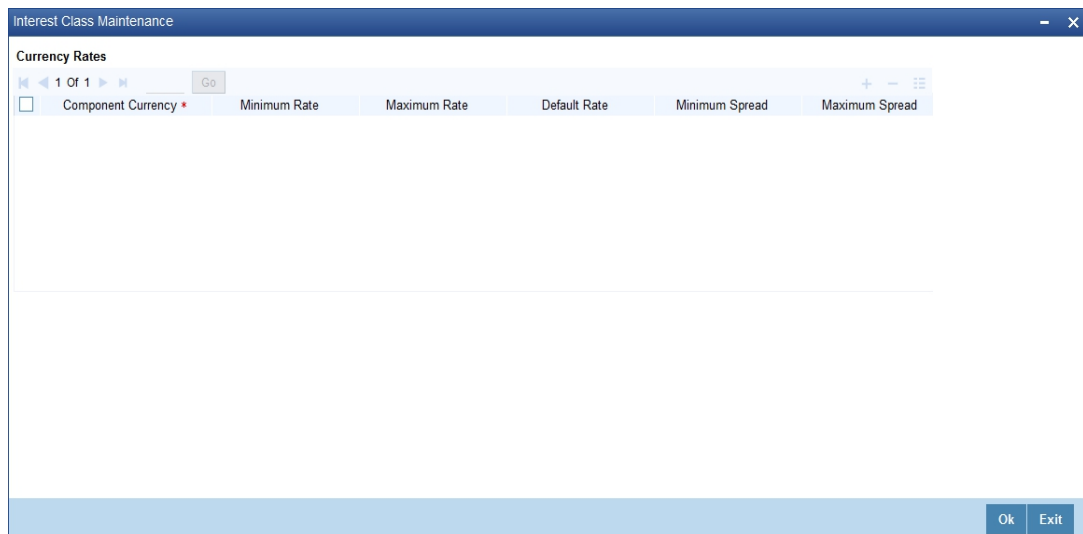 Interest Class Maintenance
Currency Rates
1 Of 1 Go
Component Currency * Minimum Rate Maximum Rate Default Rate Minimum Spread Maximum Spread
Ok Exit